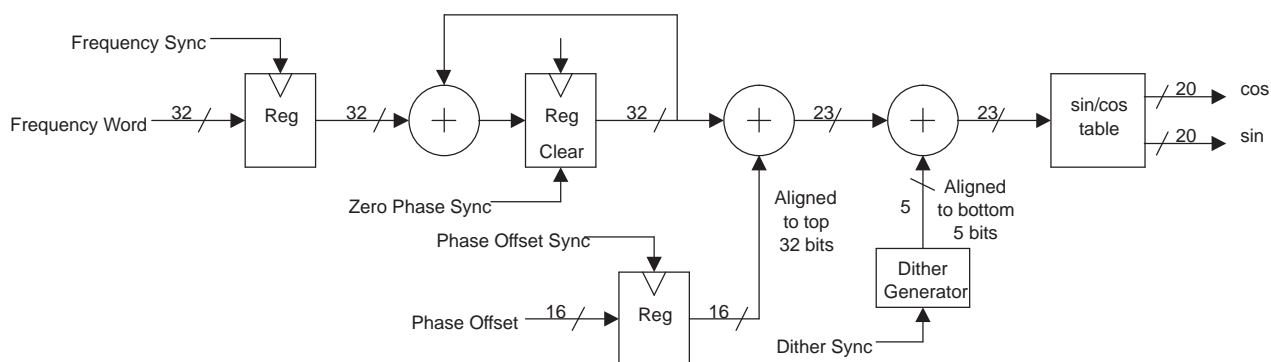 Frequency Sync
Frequency Word
32
Reg
32
+
Reg
Clear
32
Zero Phase Sync
+
23
+
23
sin/cos
table
20
cos
20
sin
Aligned
to top
32 bits
5
Aligned
to bottom
5 bits
Phase Offset Sync
Phase Offset
16
Reg
16
Dither
Generator
Dither Sync